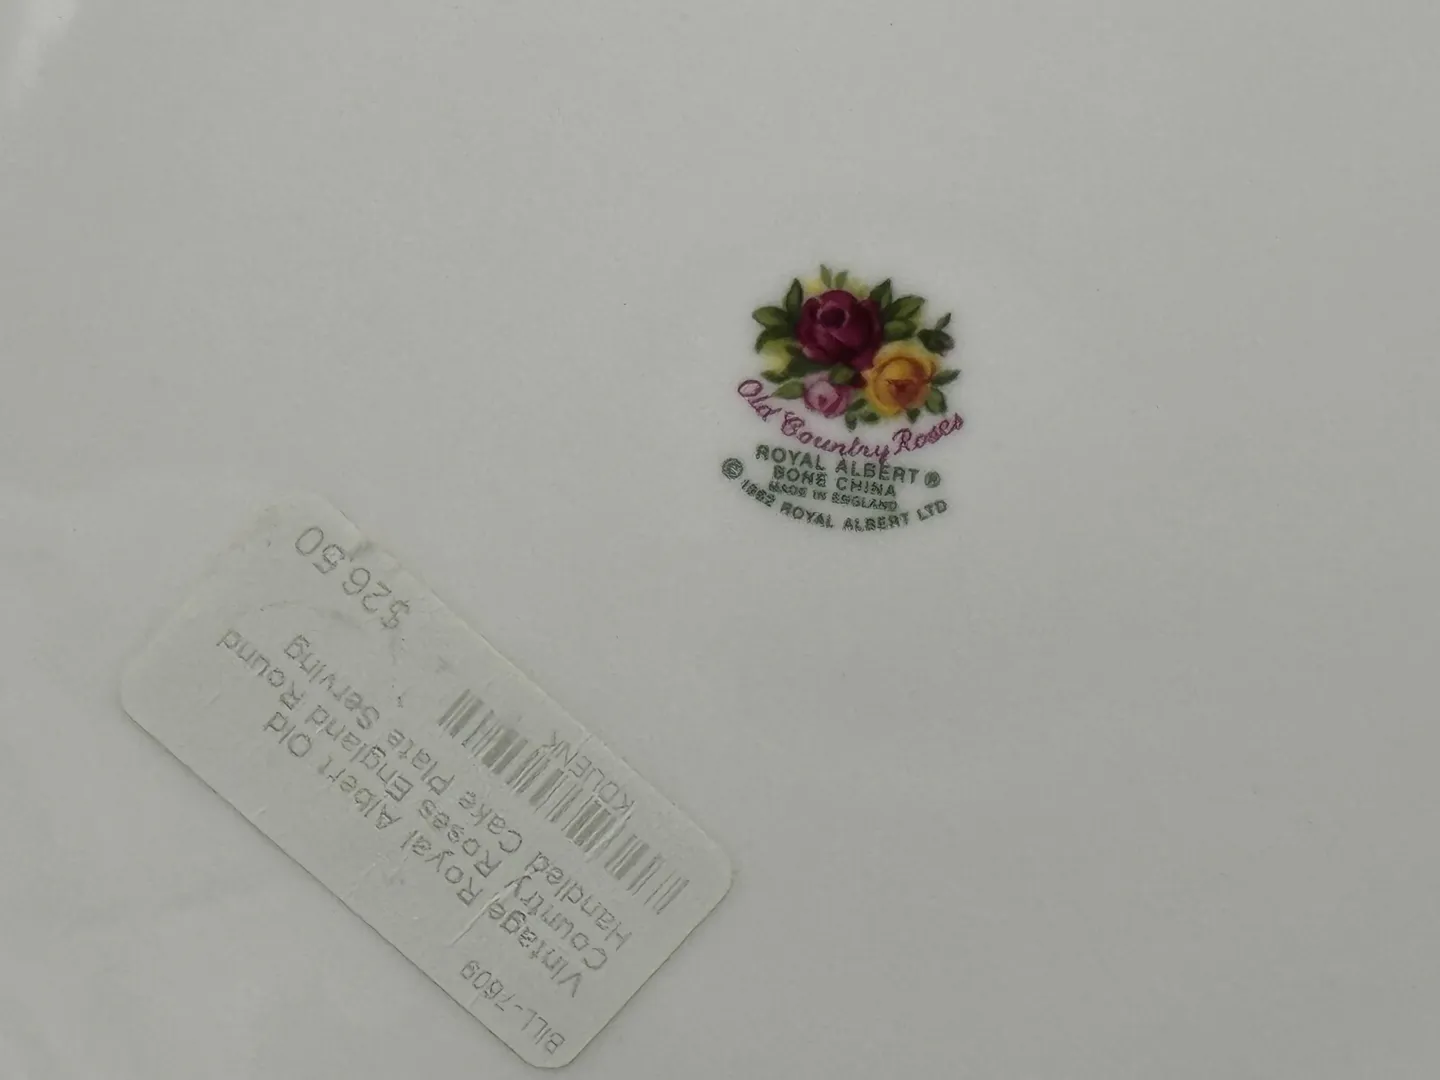 Old Country Roses
ROYAL ALBERT ®
BONE CHINA
MADE IN ENGLAND
© 1962 ROYAL ALBERT LTD
BILL-7609
Vintage Royal Albert Old
Country Roses England Round
Handled Cake Plate Serving
KDUENK
$26.50